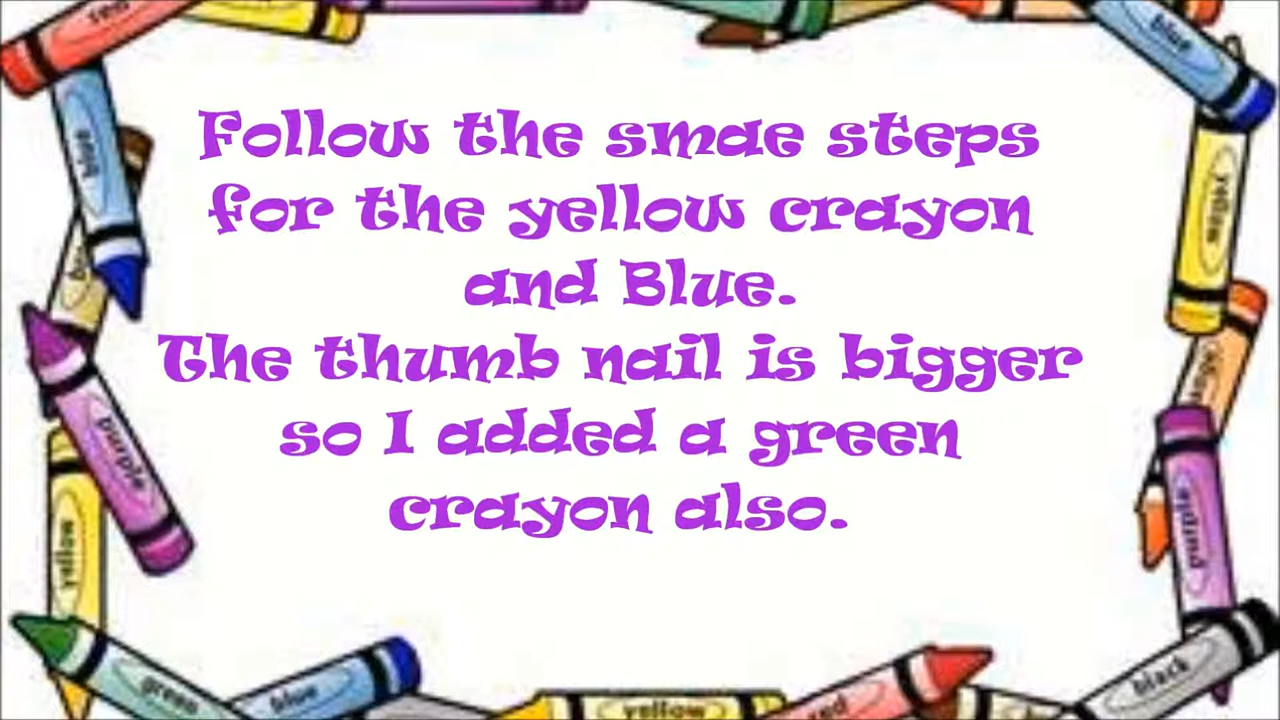 Follow the smae steps
for the yellow crayon
and Blue.
The thumb nail is bigger
so I added a green
crayon also.
red
blue
blue
yellow
purple
purple
yellow
green
blue
yellow
red
black